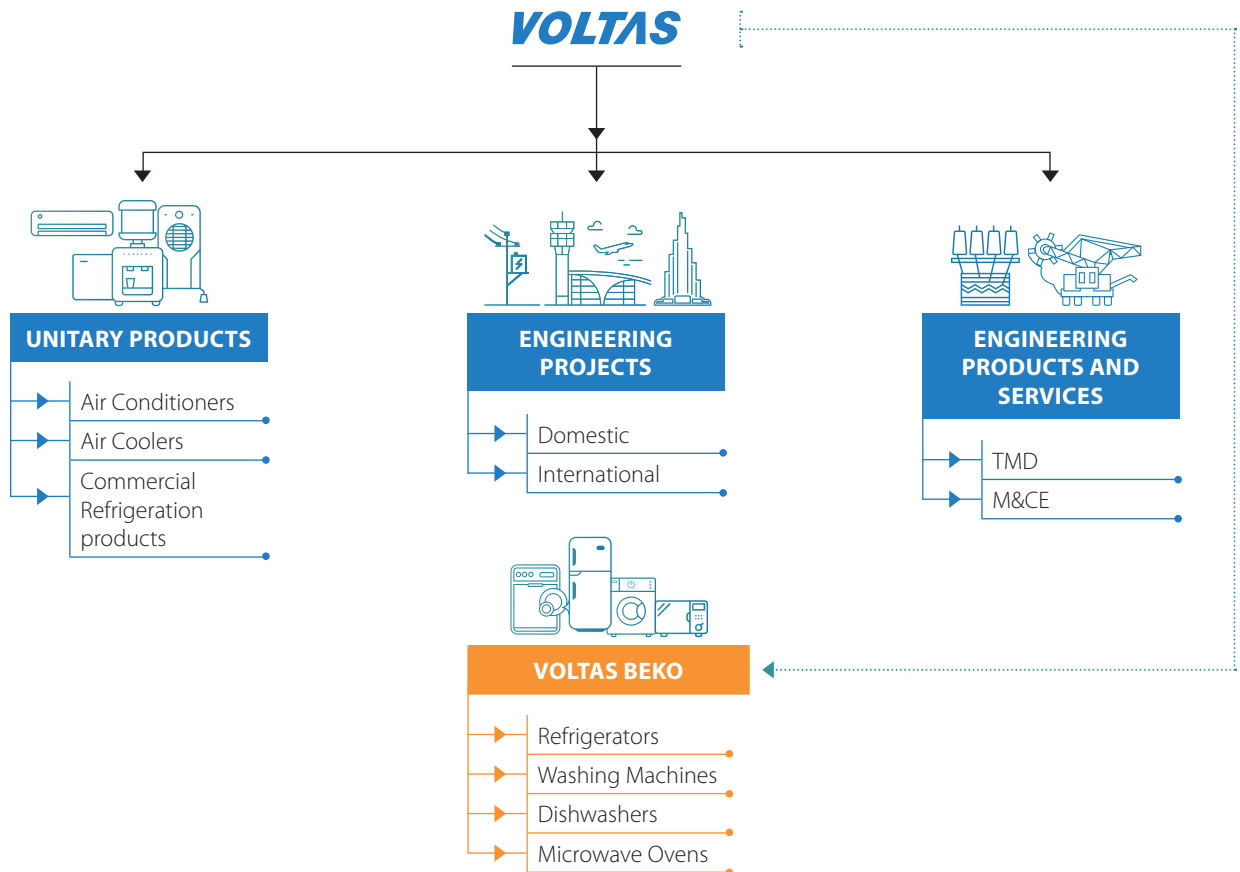 VOLTAS
UNITARY PRODUCTS
Air Conditioners
Air Coolers
Commercial
Refrigeration
products
ENGINEERING
PROJECTS
Domestic
International
ENGINEERING
PRODUCTS AND
SERVICES
TMD
M&CE
VOLTAS BEKO
Refrigerators
Washing Machines
Dishwashers
Microwave Ovens